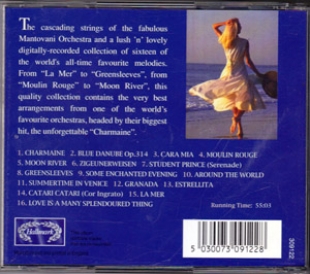 The cascading strings of the fabulous
Mantovani Orchestra and a lush 'n' lovely
digitally-recorded collection of sixteen of
the world's all-time favourite melodies.
From "La Mer" to "Greensleeves", from
"Moulin Rouge" to "Moon River", this
quality collection contains the very best
arrangements from one of the world's
favourite orchestras, headed by their biggest
hit, the unforgettable "Charmaine".
1. CHARMAINE 2. BLUE DANUBE Op.314 3. CARA MIA 4. MOULIN ROUGE
5. MOON RIVER 6. ZIGEUNERWEISEN 7. STUDENT PRINCE (Serenade)
8. GREENSLEEVES 9. SOME ENCHANTED EVENING 10. AROUND THE WORLD
11. SUMMERTIME IN VENICE 12. GRANADA 13. ESTRELLITA
14. CATARI CATARI (Cor Ingrato) 15. LA MER
16. LOVE IS A MANY SPLENDOURED THING
Running Time: 55:03
Hallmark
5 030073 091228
309122